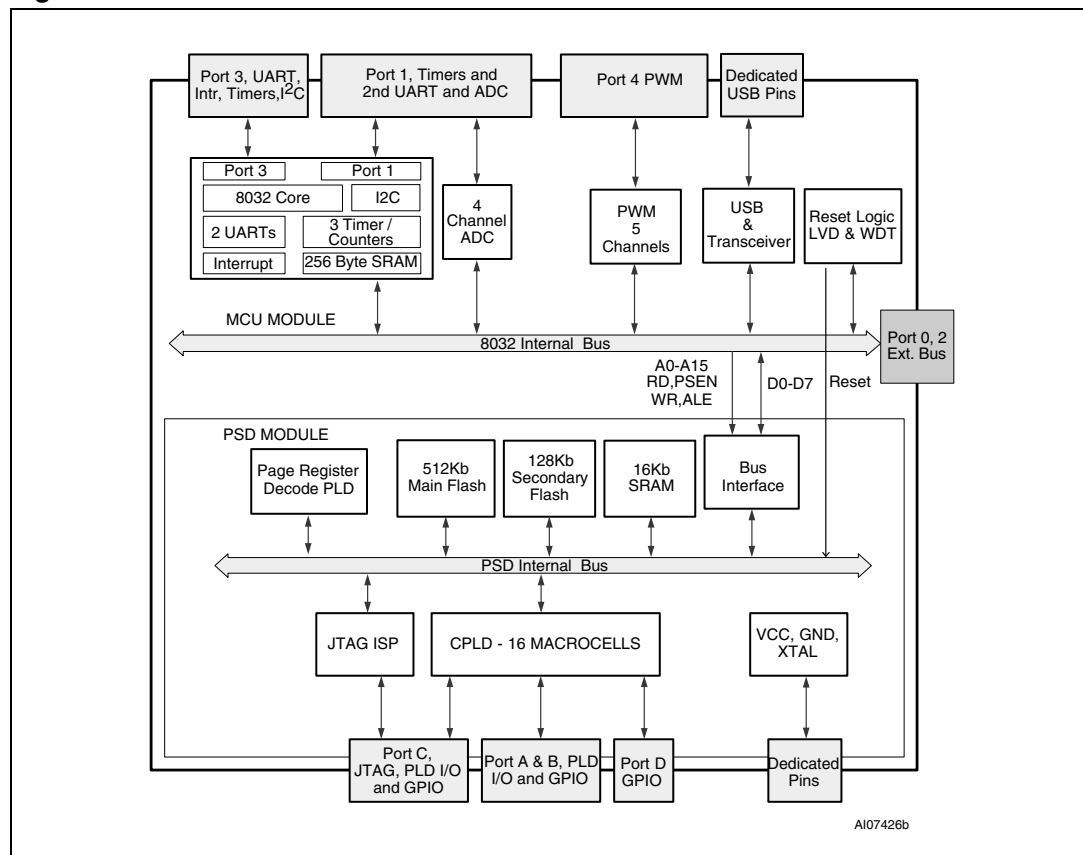 Port 3, UART,
Intr, Timers,I2C
Port 1, Timers and
2nd UART and ADC
Port 4 PWM
Dedicated
USB Pins
Port 3
Port 1
8032 Core
I2C
2 UARTs
3 Timer /
Counters
Interrupt
256 Byte SRAM
4
Channel
ADC
PWM
5
Channels
USB
&
Transceiver
Reset Logic
LVD & WDT
MCU MODULE
8032 Internal Bus
Port 0, 2
Ext. Bus
A0-A15
RD,PSEN
WR,ALE
D0-D7
Reset
PSD MODULE
Page Register
Decode PLD
512Kb
Main Flash
128Kb
Secondary
Flash
16Kb
SRAM
Bus
Interface
PSD Internal Bus
JTAG ISP
CPLD - 16 MACROCELLS
VCC, GND,
XTAL
Port C,
JTAG, PLD I/O
and GPIO
Port A & B, PLD
I/O and GPIO
Port D
GPIO
Dedicated
Pins
AI07426b